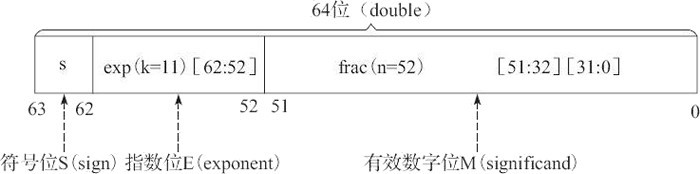 64位（double）
s
exp(k=11)[62:52]
frac(n=52)
[51:32][31:0]
63
62
52
51
0
符号位S(sign)
指数位E(exponent)
有效数字位M(significand)